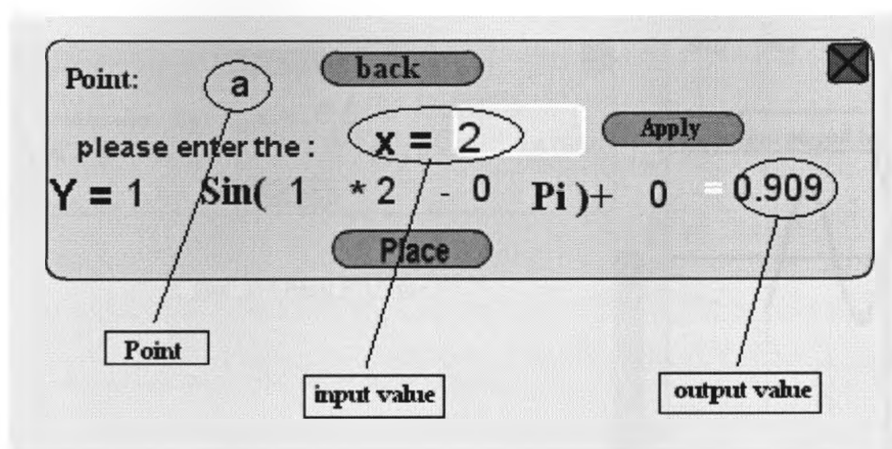 Point: a back
please enter the : x = 2 Apply
Y = 1 Sin( 1 * 2 - 0 Pi )+ 0 = 0.909
Place
Point
input value
output value